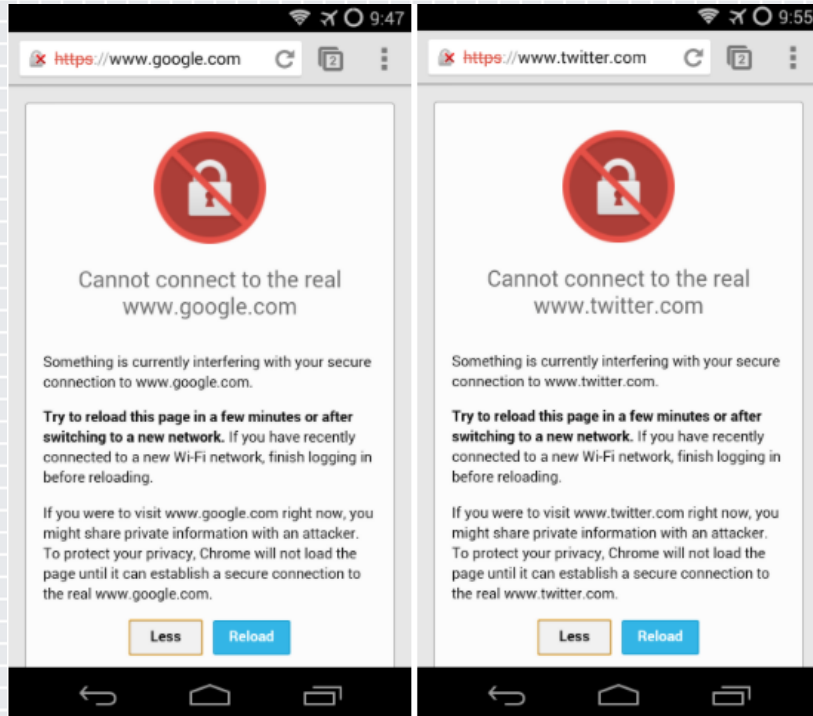 9:47
https://www.google.com
2
Cannot connect to the real
www.google.com
Something is currently interfering with your secure
connection to www.google.com.
Try to reload this page in a few minutes or after
switching to a new network. If you have recently
connected to a new Wi-Fi network, finish logging in
before reloading.
If you were to visit www.google.com right now, you
might share private information with an attacker.
To protect your privacy, Chrome will not load the
page until it can establish a secure connection to
the real www.google.com.
Less
Reload
9:55
https://www.twitter.com
2
Cannot connect to the real
www.twitter.com
Something is currently interfering with your secure
connection to www.twitter.com.
Try to reload this page in a few minutes or after
switching to a new network. If you have recently
connected to a new Wi-Fi network, finish logging in
before reloading.
If you were to visit www.twitter.com right now, you
might share private information with an attacker.
To protect your privacy, Chrome will not load the
page until it can establish a secure connection to
the real www.twitter.com.
Less
Reload